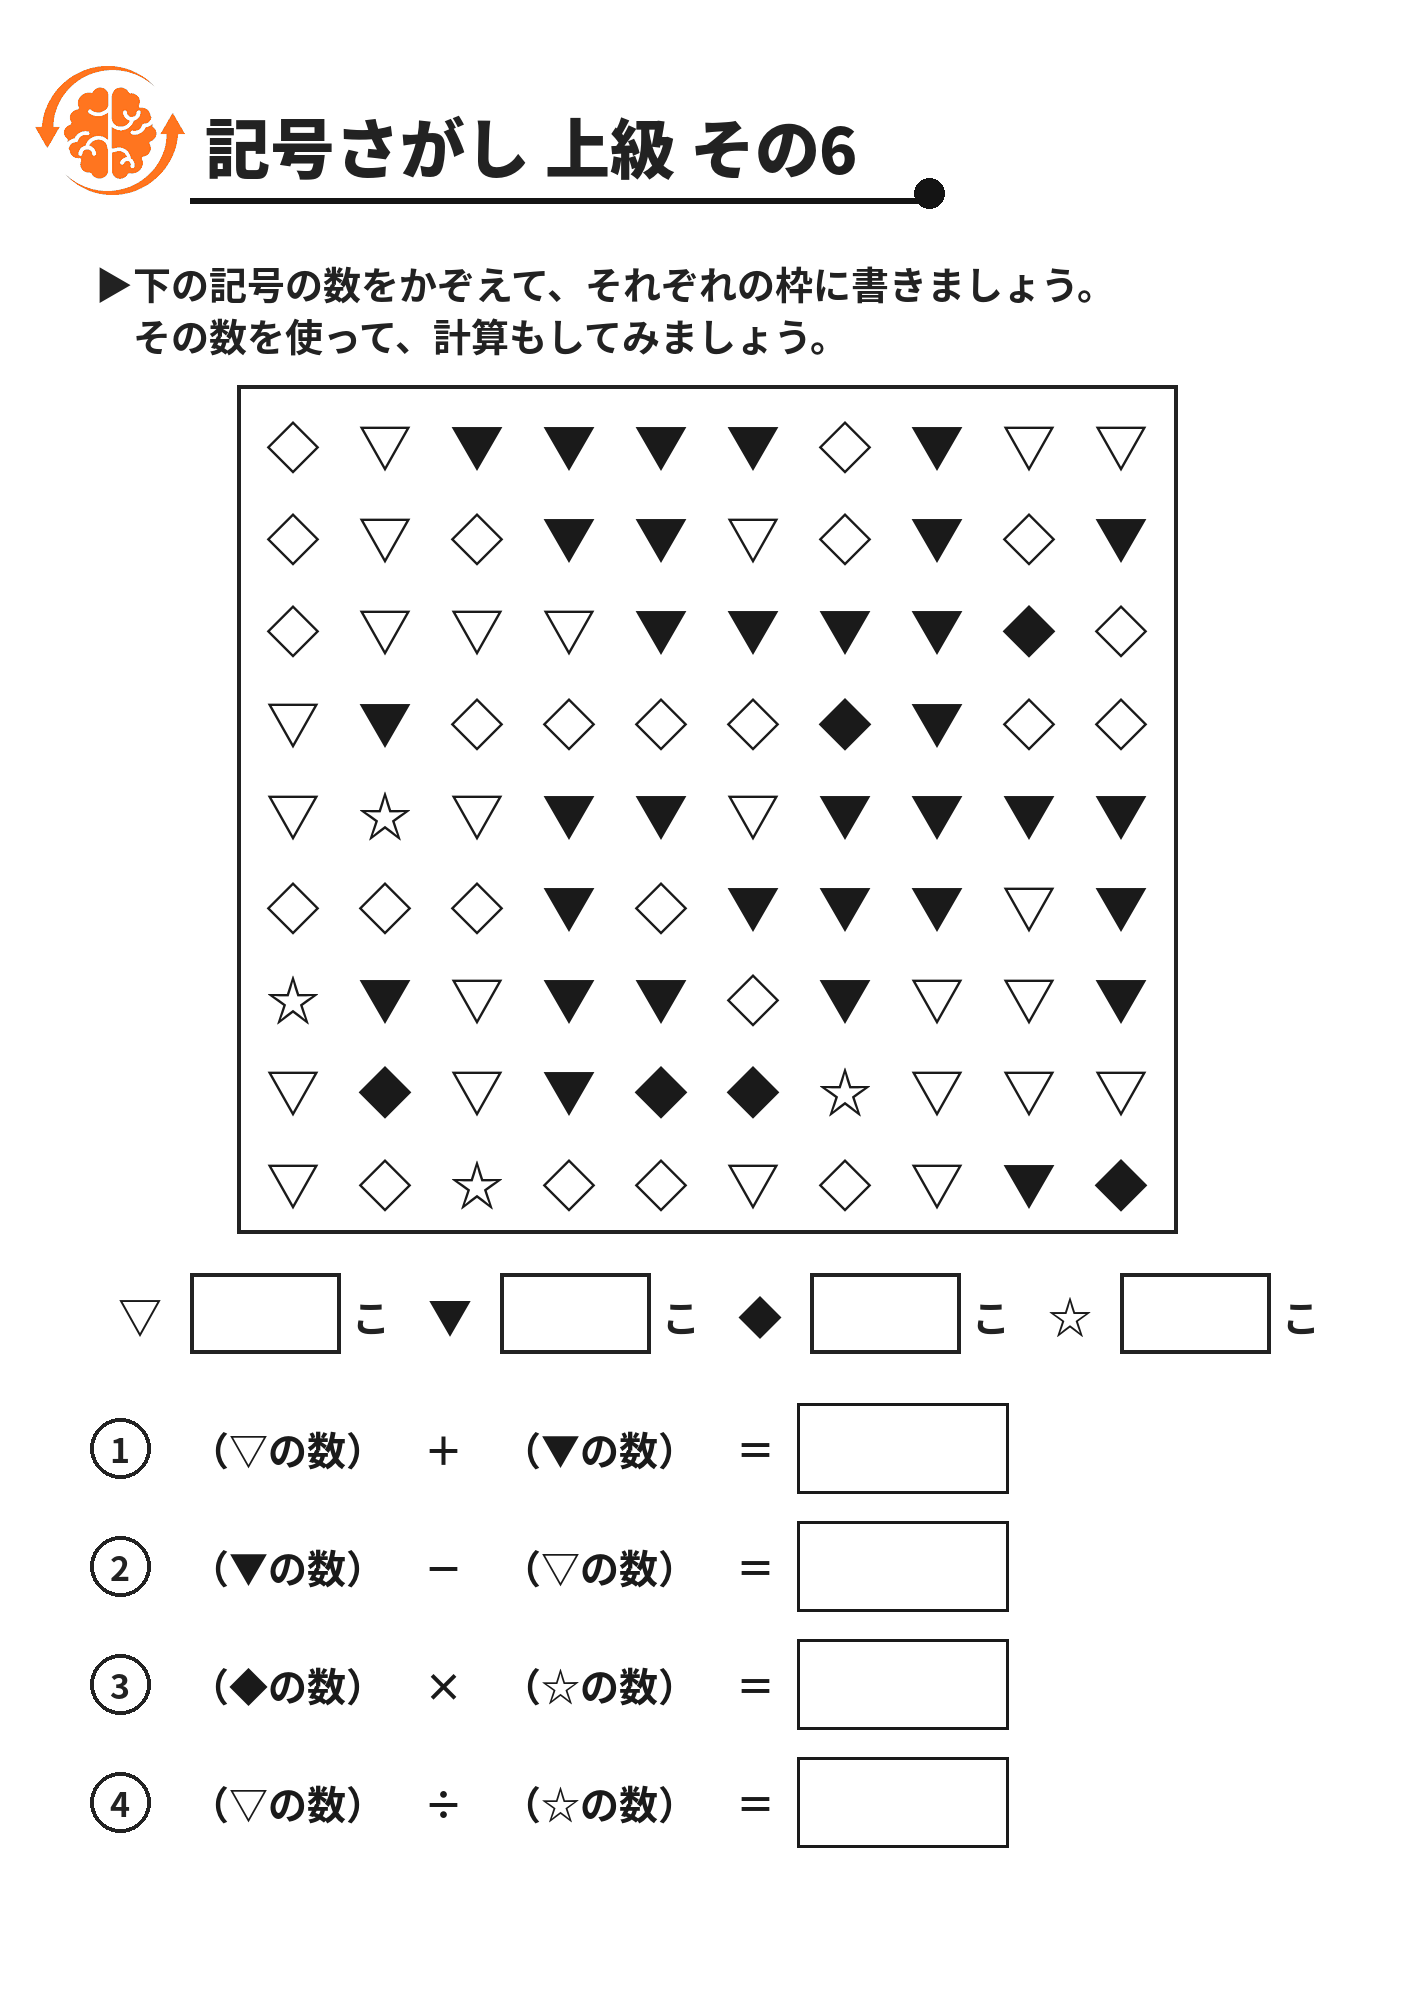 記号さがし 上級 その6
▶下の記号の数をかぞえて、それぞれの枠に書きましょう。
その数を使って、計算もしてみましょう。
◇ ▽ ▼ ▼ ▼ ▼ ◇ ▼ ▽ ▽
◇ ▽ ◇ ▼ ▼ ▽ ◇ ▼ ◇ ▼
◇ ▽ ▽ ▽ ▼ ▼ ▼ ▼ ◆ ◇
▽ ▼ ◇ ◇ ◇ ◇ ◆ ▼ ◇ ◇
▽ ☆ ▽ ▼ ▼ ▽ ▼ ▼ ▼ ▼
◇ ◇ ◇ ▼ ◇ ▼ ▼ ▼ ▽ ▼
☆ ▼ ▽ ▼ ▼ ◇ ▼ ▽ ▽ ▼
▽ ◆ ▽ ▼ ◆ ◆ ☆ ▽ ▽ ▽
▽ ◇ ☆ ◇ ◇ ▽ ◇ ▽ ▼ ◆
▽ こ ▼ こ ◆ こ ☆ こ
① （▽の数） ＋ （▼の数） ＝
② （▼の数） － （▽の数） ＝
③ （◆の数） × （☆の数） ＝
④ （▽の数） ÷ （☆の数） ＝